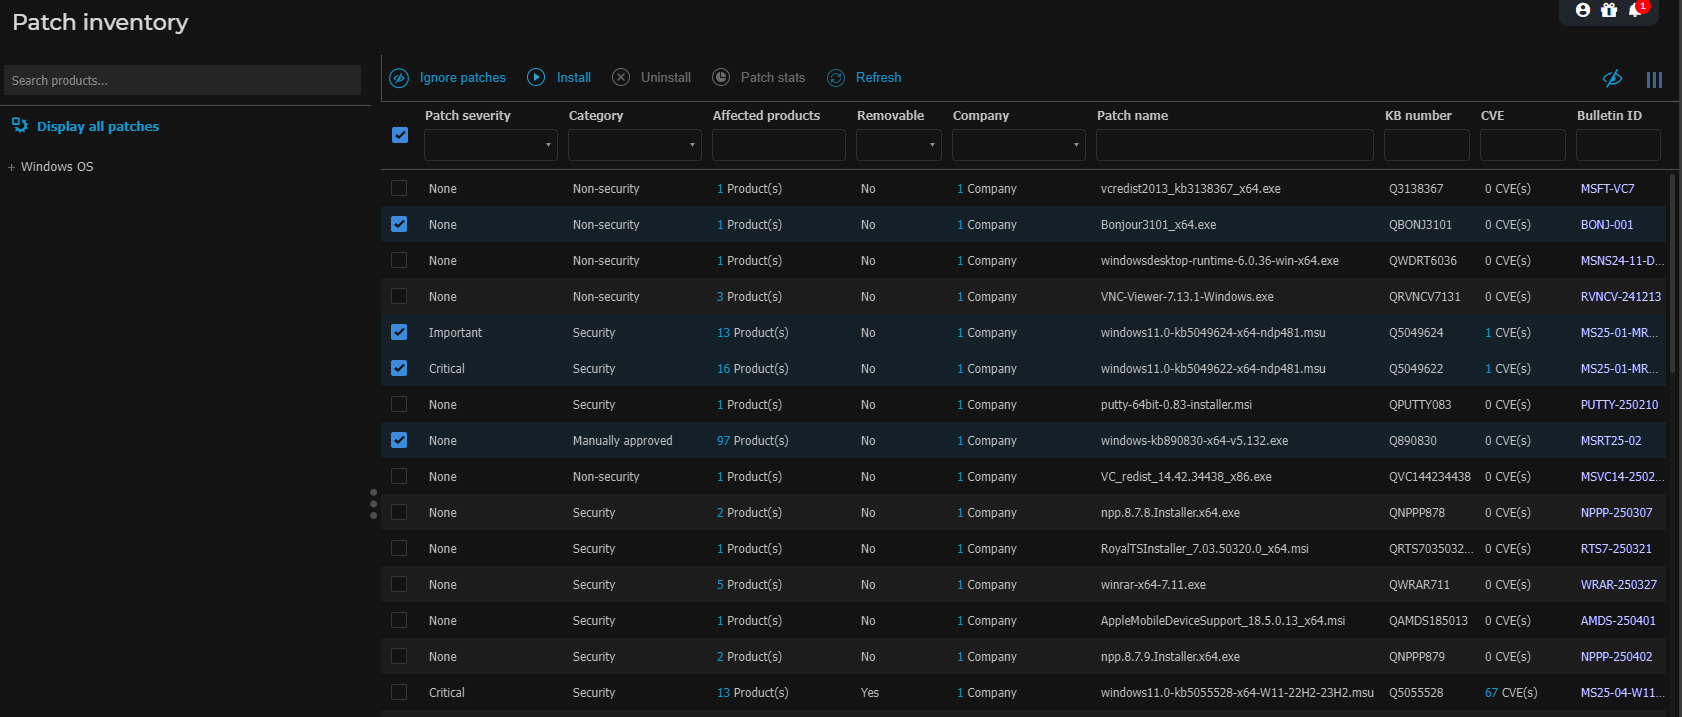 Patch inventory
1
Search products...
Display all patches
+ Windows OS
Ignore patches Install Uninstall Patch stats Refresh
Patch severity Category Affected products Removable Company Patch name KB number CVE Bulletin ID
None Non-security 1 Product(s) No 1 Company vcredist2013_kb3138367_x64.exe Q3138367 0 CVE(s) MSFT-VC7
None Non-security 1 Product(s) No 1 Company Bonjour3101_x64.exe QBONJ3101 0 CVE(s) BONJ-001
None Non-security 1 Product(s) No 1 Company windowsdesktop-runtime-6.0.36-win-x64.exe QWDRT6036 0 CVE(s) MSNS24-11-D...
None Non-security 3 Product(s) No 1 Company VNC-Viewer-7.13.1-Windows.exe QRVNCV7131 0 CVE(s) RVNCV-241213
Important Security 13 Product(s) No 1 Company windows11.0-kb5049624-x64-ndp481.msu Q5049624 1 CVE(s) MS25-01-MR...
Critical Security 16 Product(s) No 1 Company windows11.0-kb5049622-x64-ndp481.msu Q5049622 1 CVE(s) MS25-01-MR...
None Security 1 Product(s) No 1 Company putty-64bit-0.83-installer.msi QPUTTY083 0 CVE(s) PUTTY-250210
None Manually approved 97 Product(s) No 1 Company windows-kb890830-x64-v5.132.exe Q890830 0 CVE(s) MSRT25-02
None Non-security 1 Product(s) No 1 Company VC_redist_14.42.34438_x86.exe QVC144234438 0 CVE(s) MSVC14-2502...
None Security 2 Product(s) No 1 Company npp.8.7.8.Installer.x64.exe QNPPP878 0 CVE(s) NPPP-250307
None Security 1 Product(s) No 1 Company RoyalTSInstaller_7.03.50320.0_x64.msi QRTS7035032... 0 CVE(s) RTS7-250321
None Security 5 Product(s) No 1 Company winrar-x64-7.11.exe QWRAR711 0 CVE(s) WRAR-250327
None Security 1 Product(s) No 1 Company AppleMobileDeviceSupport_18.5.0.13_x64.msi QAMDS185013 0 CVE(s) AMDS-250401
None Security 2 Product(s) No 1 Company npp.8.7.9.Installer.x64.exe QNPPP879 0 CVE(s) NPPP-250402
Critical Security 13 Product(s) Yes 1 Company windows11.0-kb5055528-x64-W11-22H2-23H2.msu Q5055528 67 CVE(s) MS25-04-W11...